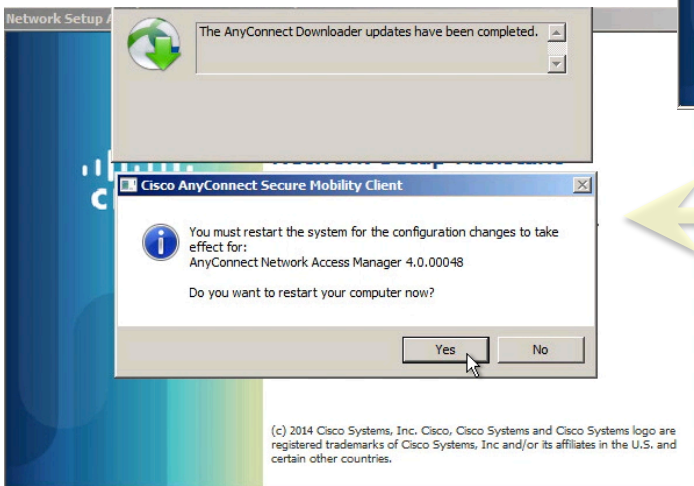 Network Setup A
The AnyConnect Downloader updates have been completed.
Cisco AnyConnect Secure Mobility Client
You must restart the system for the configuration changes to take
effect for:
AnyConnect Network Access Manager 4.0.00048
Do you want to restart your computer now?
Yes
No
(c) 2014 Cisco Systems, Inc. Cisco, Cisco Systems and Cisco Systems logo are
registered trademarks of Cisco Systems, Inc and/or its affiliates in the U.S. and
certain other countries.